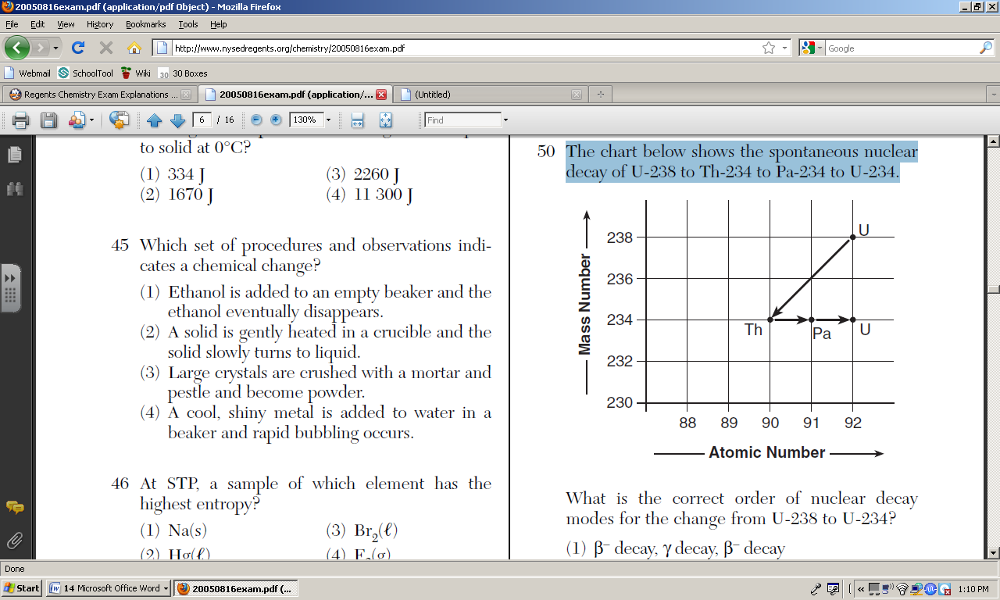 20050816exam.pdf (application/pdf Object) - Mozilla Firefox
File Edit View History Bookmarks Tools Help
http://www.nysedregents.org/chemistry/20050816exam.pdf
Google
Webmail SchoolTool Wiki 30 30 Boxes
Regents Chemistry Exam Explanations ...
20050816exam.pdf (application/...
(Untitled)
6 / 16 130% Find
to solid at 0°C?
(1) 334 J (3) 2260 J
(2) 1670 J (4) 11 300 J
45 Which set of procedures and observations indi-
cates a chemical change?
(1) Ethanol is added to an empty beaker and the
ethanol eventually disappears.
(2) A solid is gently heated in a crucible and the
solid slowly turns to liquid.
(3) Large crystals are crushed with a mortar and
pestle and become powder.
(4) A cool, shiny metal is added to water in a
beaker and rapid bubbling occurs.
46 At STP, a sample of which element has the
highest entropy?
(1) Na(s) (3) Br₂(ℓ)
(2) Hg(ℓ) (4) F₂(g)
50 The chart below shows the spontaneous nuclear
decay of U-238 to Th-234 to Pa-234 to U-234.
Mass Number
238
236
234
232
230
U
Th
Pa
U
88 89 90 91 92
Atomic Number
What is the correct order of nuclear decay
modes for the change from U-238 to U-234?
(1) β⁻ decay, γ decay, β⁻ decay
Done
Start
14 Microsoft Office Word
20050816exam.pdf (...
1:10 PM